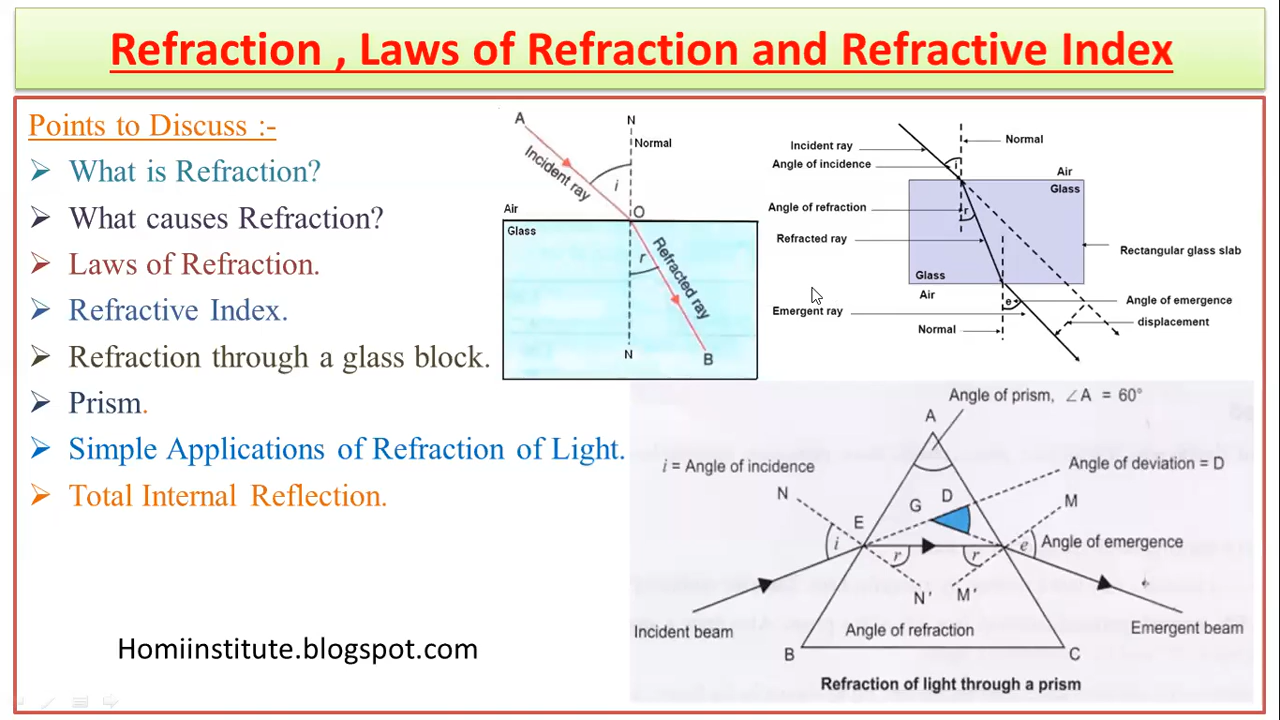 Refraction , Laws of Refraction and Refractive Index
Points to Discuss :-
➢ What is Refraction?
➢ What causes Refraction?
➢ Laws of Refraction.
➢ Refractive Index.
➢ Refraction through a glass block.
➢ Prism.
➢ Simple Applications of Refraction of Light.
➢ Total Internal Reflection.
Homiinstitute.blogspot.com
A
N
Normal
Incident ray
i
Air
O
Glass
r
Refracted ray
N
B
Incident ray
Normal
Angle of incidence
i
Air
Glass
Angle of refraction
r
Refracted ray
Rectangular glass slab
Glass
Air
Angle of emergence
e
Emergent ray
displacement
Normal
Angle of prism, ∠A = 60°
A
i = Angle of incidence
Angle of deviation = D
N
G
D
M
E
i
r
r
e
Angle of emergence
N'
M'
Incident beam
Angle of refraction
Emergent beam
B
C
Refraction of light through a prism